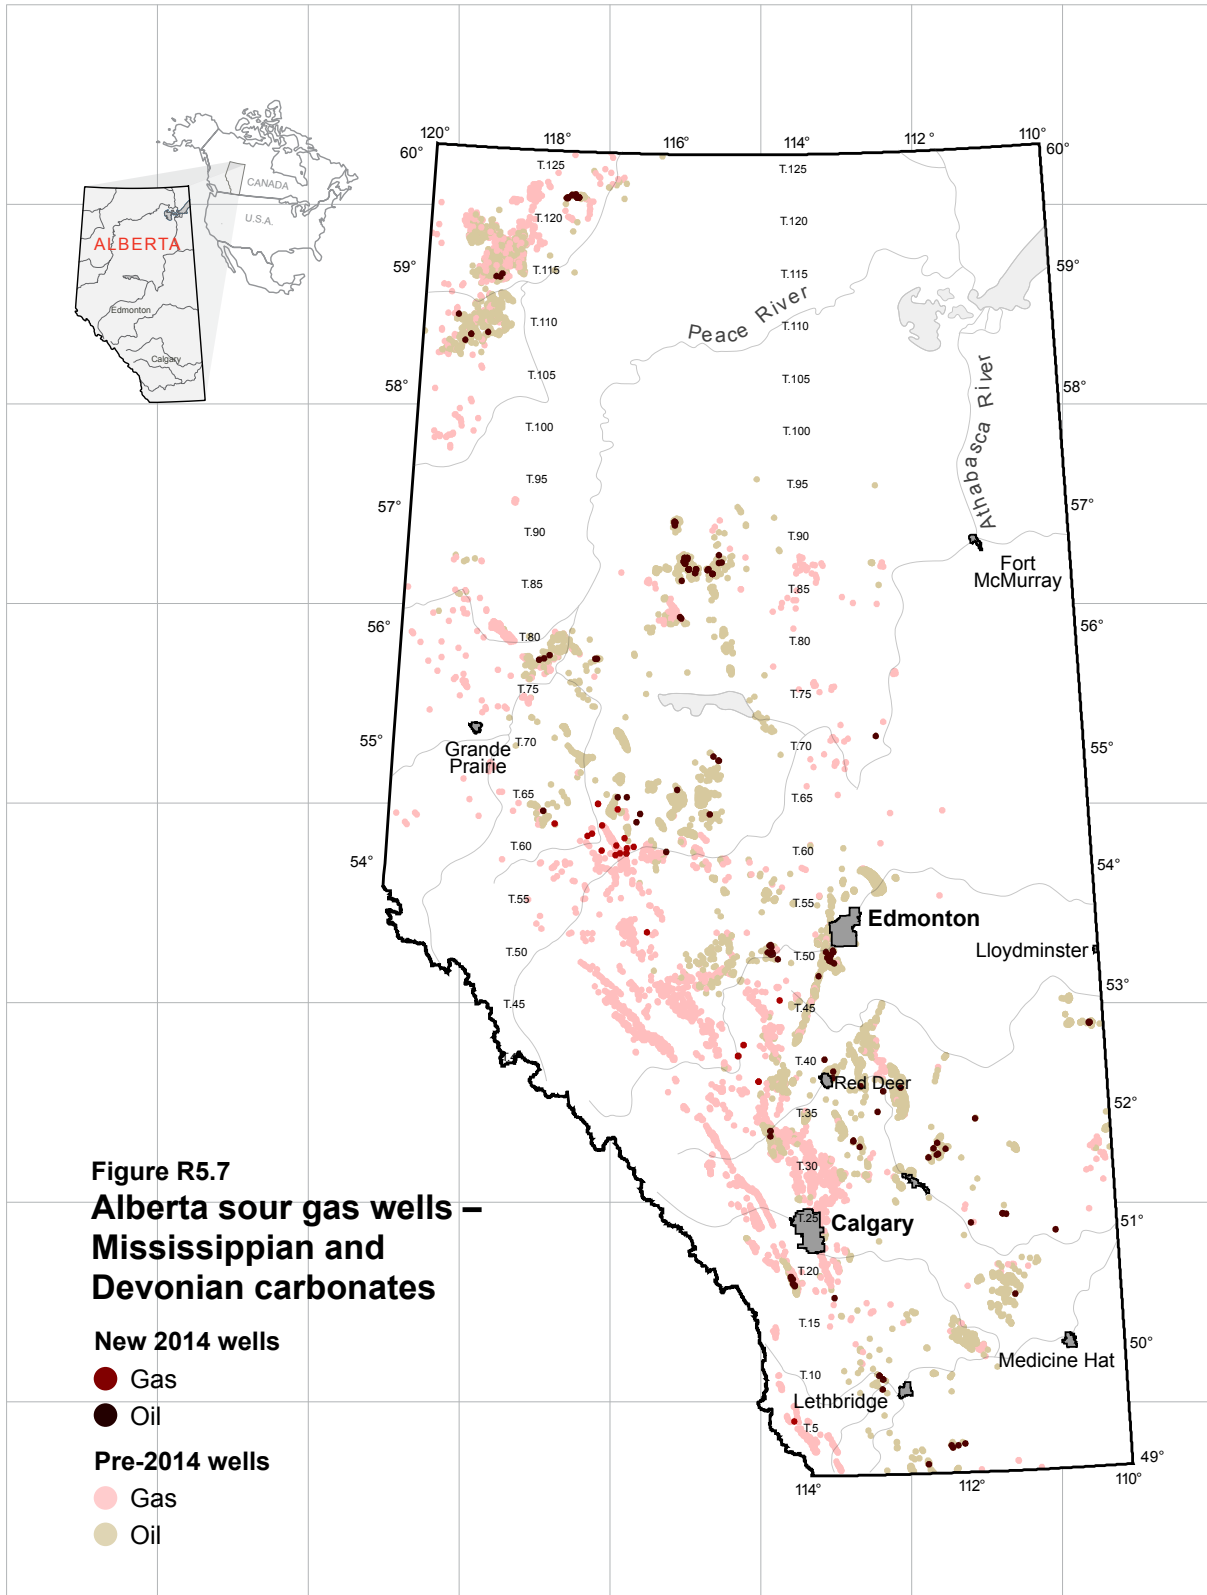 120°
118°
116°
114°
112 °
110°
60°
60°
T.125
T.125
CANADA
U.S.A.
ALBERTA
Edmonton
Calgary
T.120
T.120
59°
59°
T.115
T.115
Peace River
T.110
T.110
58°
58°
T.105
T.105
Athabasca River
T.100
T.100
T.95
T.95
57°
57°
T.90
T.90
Fort
McMurray
T.85
T.85
56°
56°
T.80
T.80
T.75
T.75
55°
55°
Grande
Prairie
T.70
T.70
T.65
T.65
54°
54°
T.60
T.60
T.55
T.55
Edmonton
Lloydminster
T.50
T.50
53°
T.45
T.45
T.40
Red Deer
52°
T.35
T.30
Figure R5.7
Alberta sour gas wells –
Mississippian and
Devonian carbonates
T.25
Calgary
51°
T.20
T.15
50°
Medicine Hat
T.10
Lethbridge
T.5
49°
114°
112°
110°
New 2014 wells
Gas
Oil
Pre-2014 wells
Gas
Oil